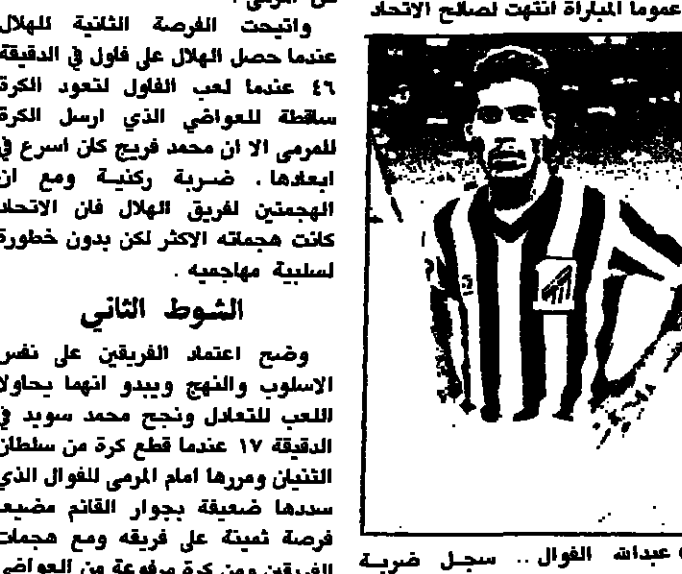 عموما المباراة انتهت لصالح الاتحاد
عبدالله الفوال .. سجل ضربة
من المرمى .
واتيحت الفرصة الثانية للهلال
عندما حصل الهلال على فاول في الدقيقة
٤٦ عندما لعب الفاول لتعود الكرة
ساقطة للعواضي الذي ارسل الكرة
للمرمى الا ان محمد فريج كان اسرع في
ابعادها . ضربة ركنية ومع ان
الهجمتين لفريق الهلال فان الاتحاد
كانت هجماته الاكثر لكن بدون خطورة
لسلبية مهاجميه .
الشوط الثاني
وضح اعتماد الفريقين على نفس
الاسلوب والنهج ويبدو انهما يحاولا
اللعب للتعادل ونجح محمد سويد في
الدقيقة ١٧ عندما قطع كرة من سلطان
التنيان ومررها امام المرمى للفوال الذي
سددها ضعيفة بجوار القائم مضيعا
فرصة ثمينة على فريقه ومع هجمات
الفريقين ومن كرة مرفوعة من العواضي